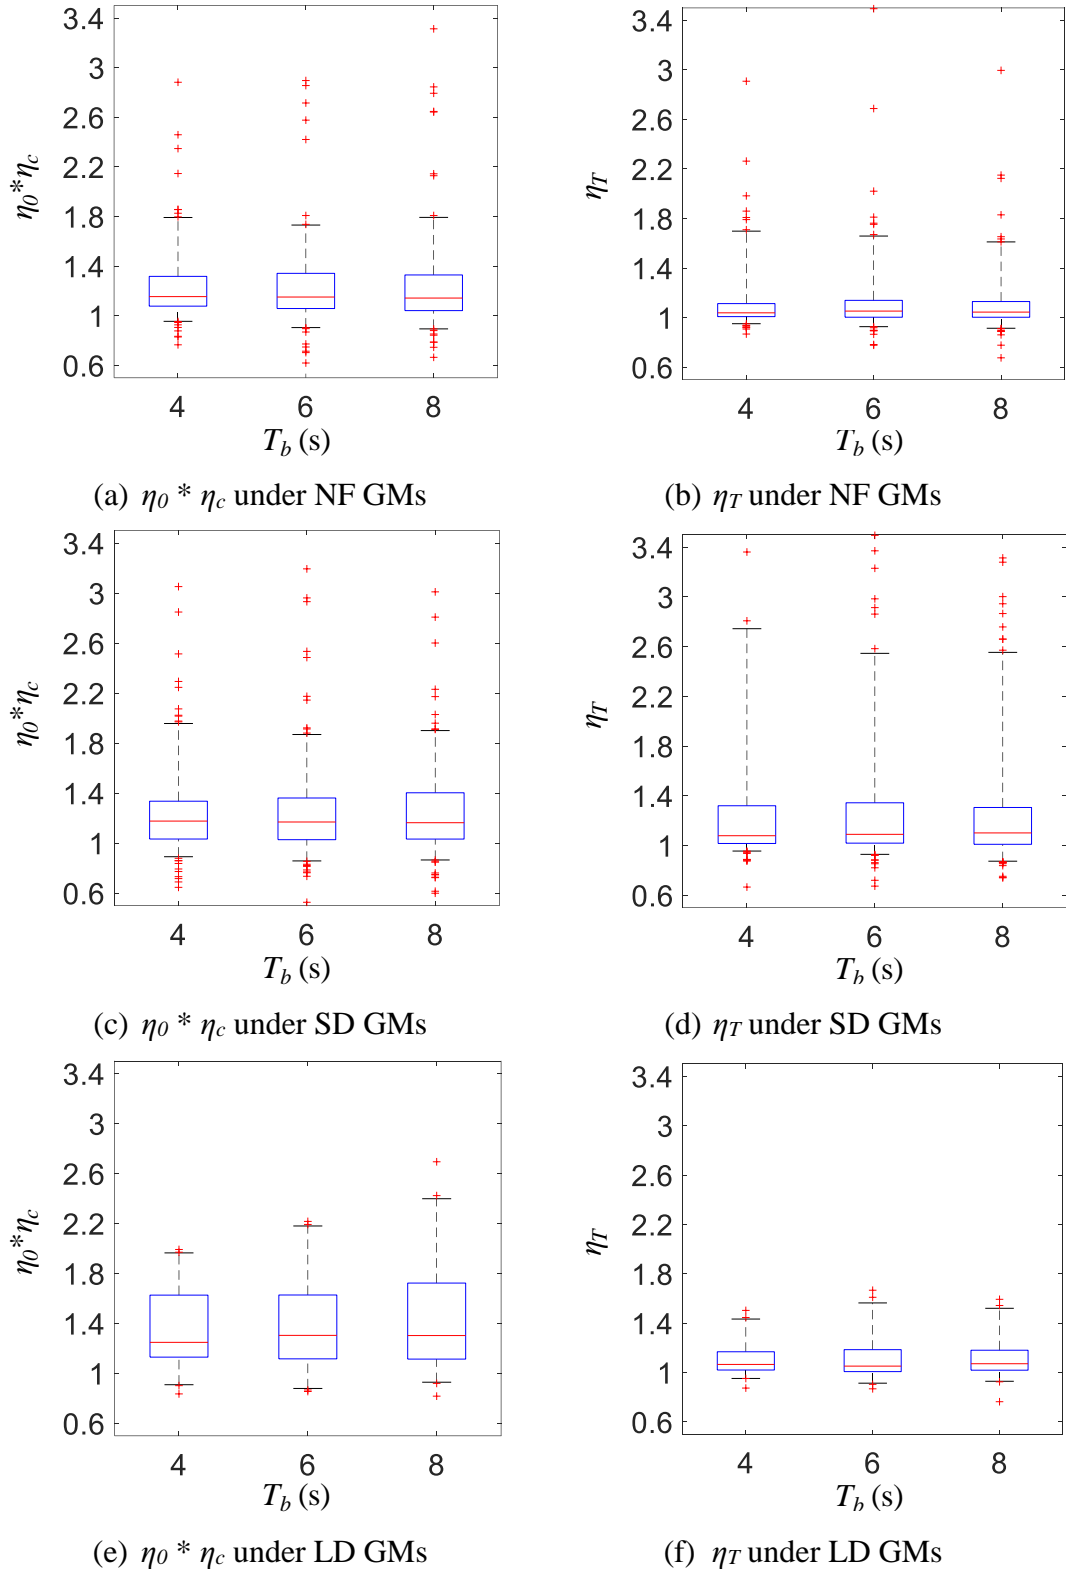 3.4
3
2.6
2.2
1.8
1.4
1
0.6
η0*ηc
4 6 8
Tb (s)
(a) η0 * ηc under NF GMs
3.4
3
2.6
2.2
1.8
1.4
1
0.6
ηT
4 6 8
Tb (s)
(b) ηT under NF GMs
3.4
3
2.6
2.2
1.8
1.4
1
0.6
η0*ηc
4 6 8
Tb (s)
(c) η0 * ηc under SD GMs
3.4
3
2.6
2.2
1.8
1.4
1
0.6
ηT
4 6 8
Tb (s)
(d) ηT under SD GMs
3.4
3
2.6
2.2
1.8
1.4
1
0.6
η0*ηc
4 6 8
Tb (s)
(e) η0 * ηc under LD GMs
3.4
3
2.6
2.2
1.8
1.4
1
0.6
ηT
4 6 8
Tb (s)
(f) ηT under LD GMs